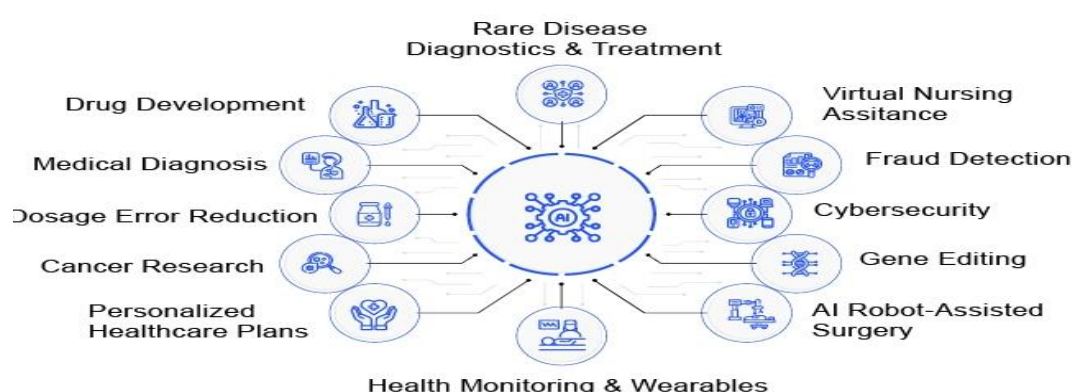 Rare Disease
Diagnostics & Treatment
Drug Development
Virtual Nursing
Assitance
Medical Diagnosis
Fraud Detection
Dosage Error Reduction
Cybersecurity
AI
Cancer Research
Gene Editing
Personalized
Healthcare Plans
AI Robot-Assisted
Surgery
Health Monitoring & Wearables